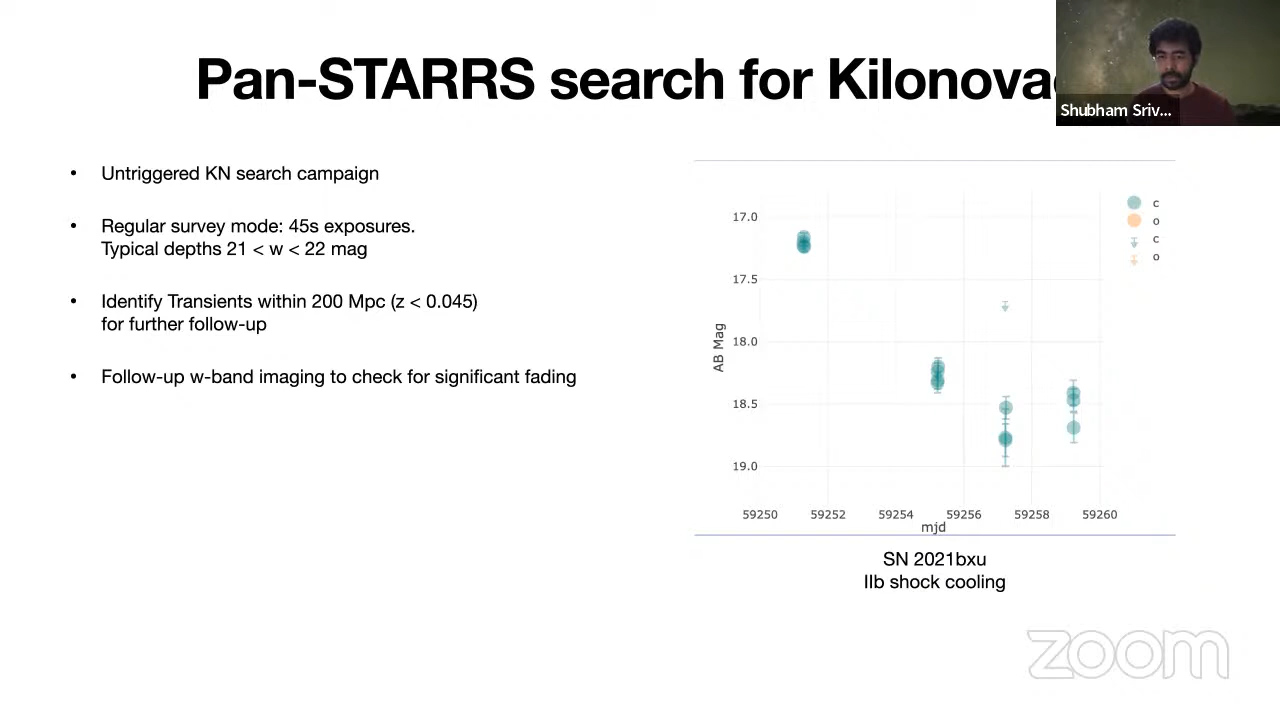 Pan-STARRS search for Kilonovae
Shubham Sriv...
• Untriggered KN search campaign
• Regular survey mode: 45s exposures.
Typical depths 21 < w < 22 mag
• Identify Transients within 200 Mpc (z < 0.045)
for further follow-up
• Follow-up w-band imaging to check for significant fading
c
o
c
o
17.0
17.5
18.0
18.5
19.0
AB Mag
59250 59252 59254 59256 59258 59260
mjd
SN 2021bxu
IIb shock cooling
zoom